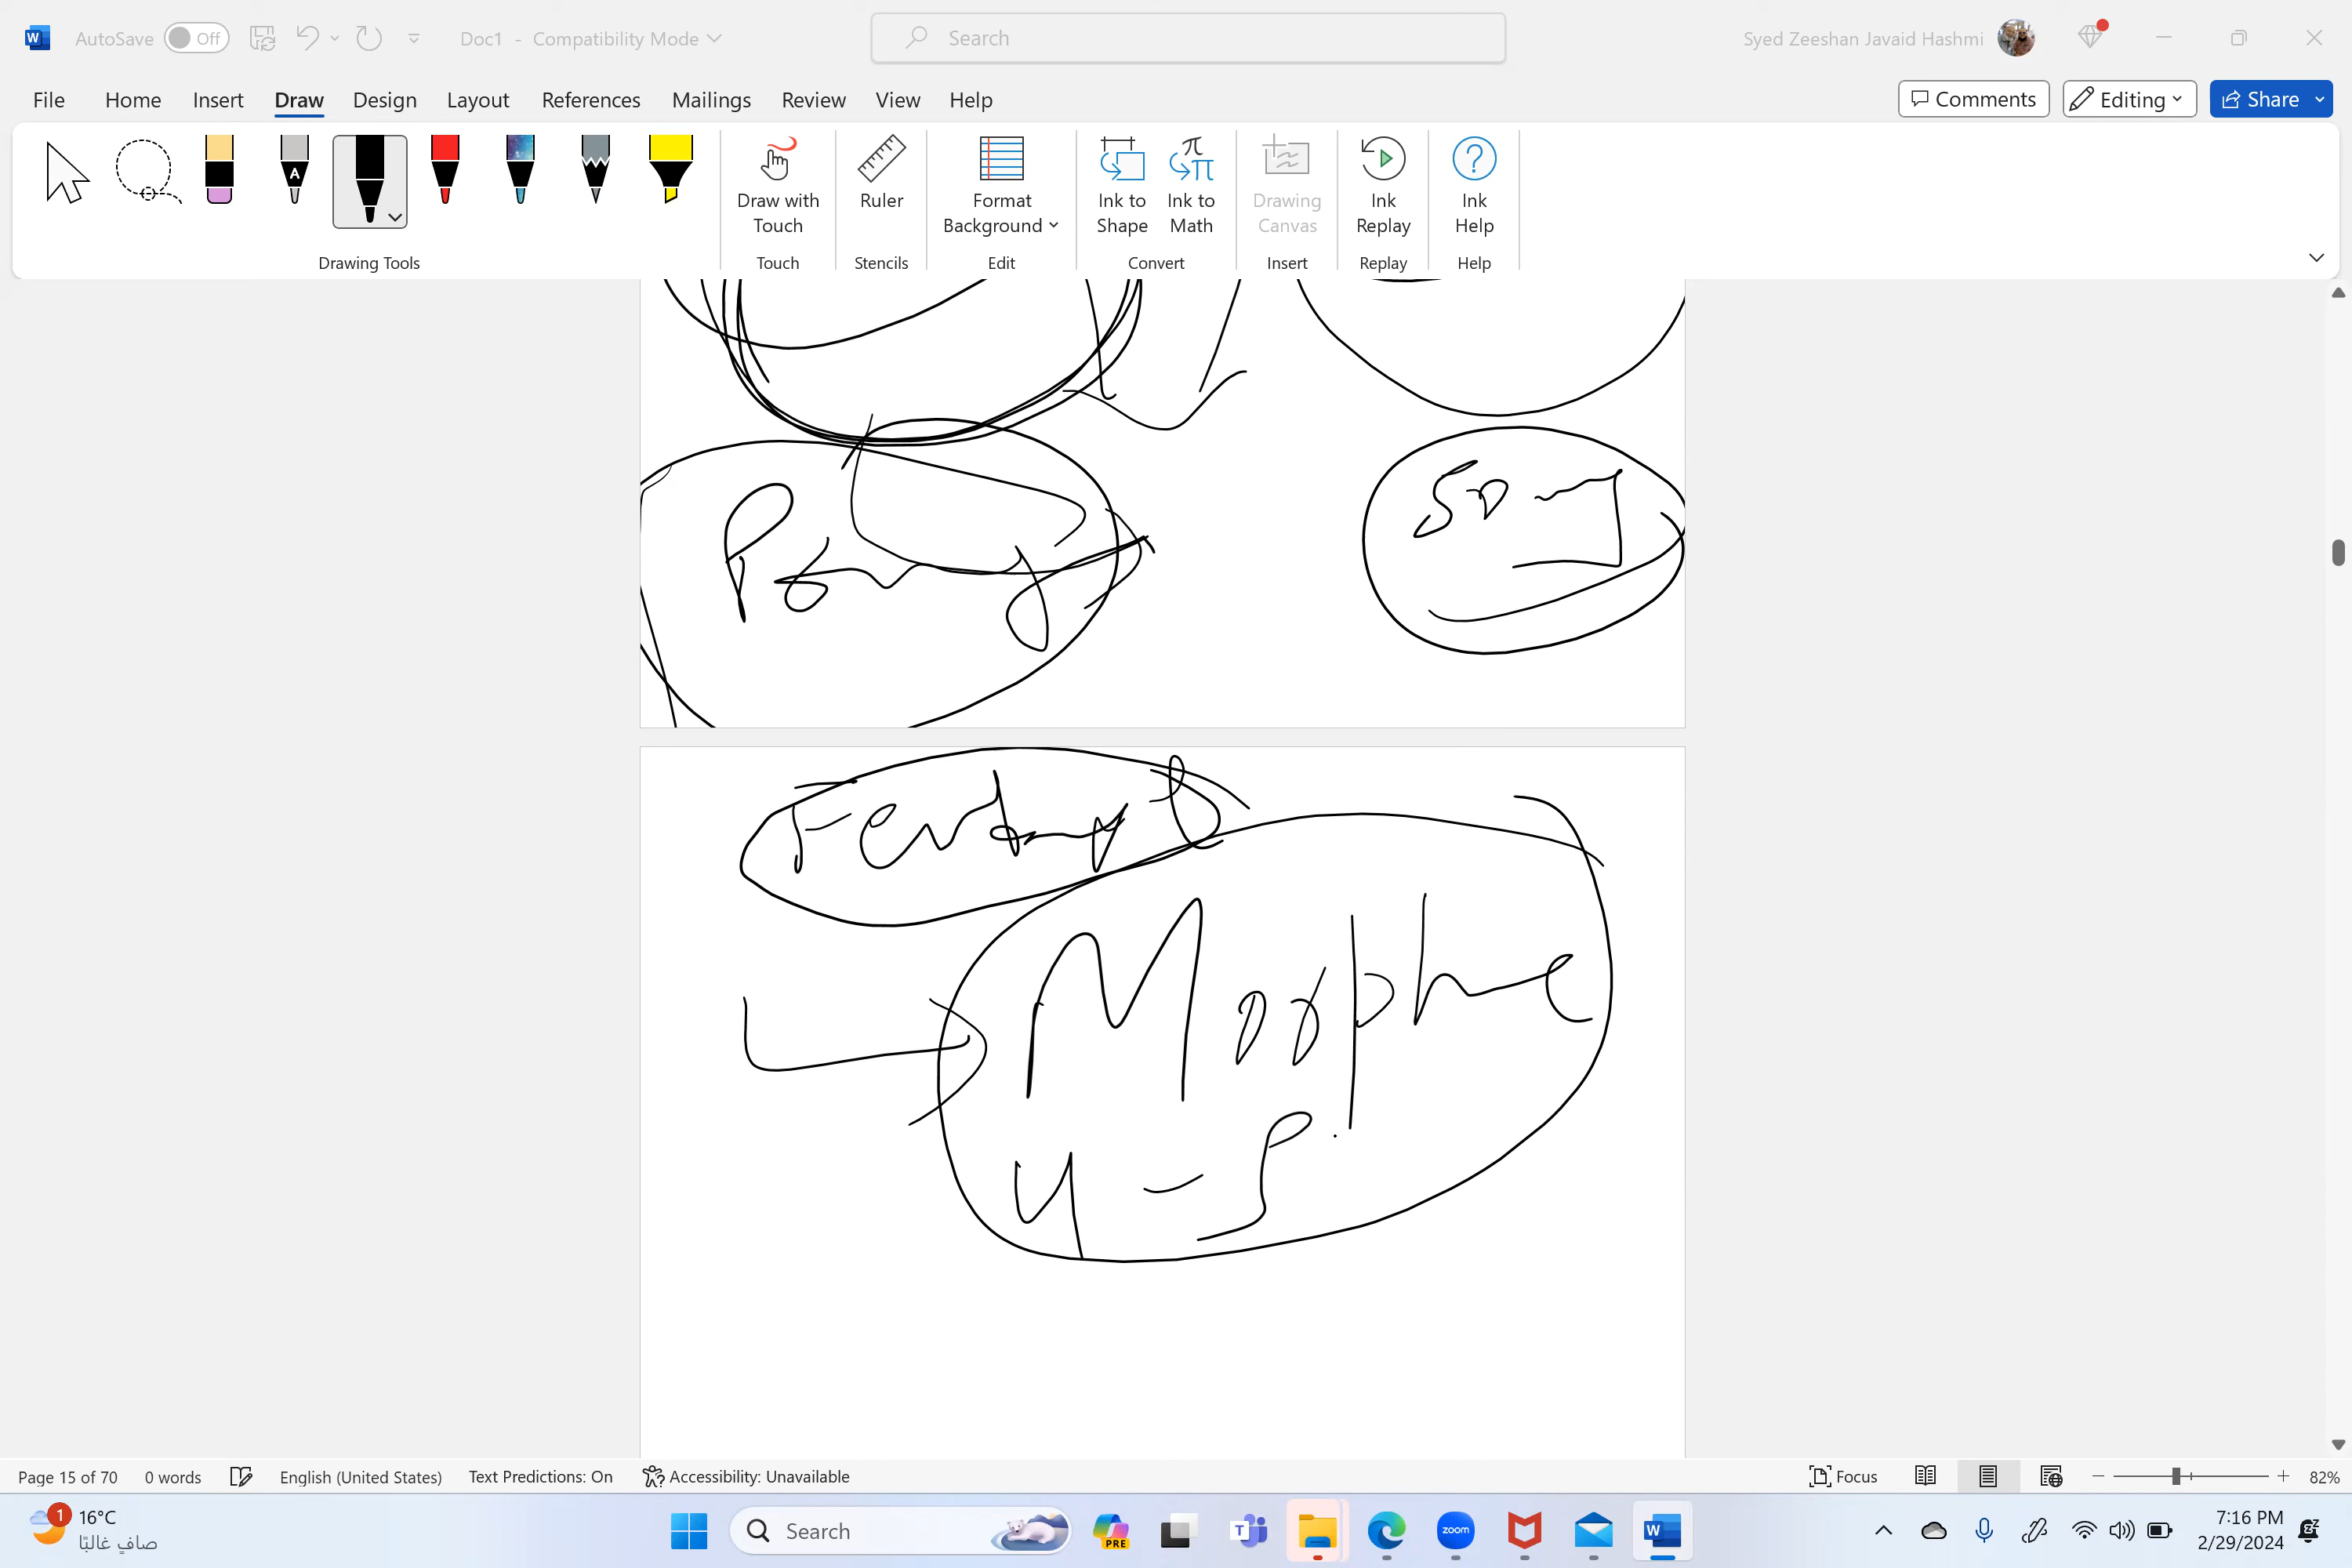 AutoSave Off Doc1 - Compatibility Mode Search Syed Zeeshan Javaid Hashmi
File Home Insert Draw Design Layout References Mailings Review View Help Comments Editing Share
Draw with Touch Ruler Format Background Ink to Shape Ink to Math Drawing Canvas Ink Replay Ink Help
Drawing Tools Touch Stencils Edit Convert Insert Replay Help
Morphine
Page 15 of 70 0 words English (United States) Text Predictions: On Accessibility: Unavailable Focus 82%
1 16°C Search PRE zoom 7:16 PM
صافٍ غالبًا 2/29/2024